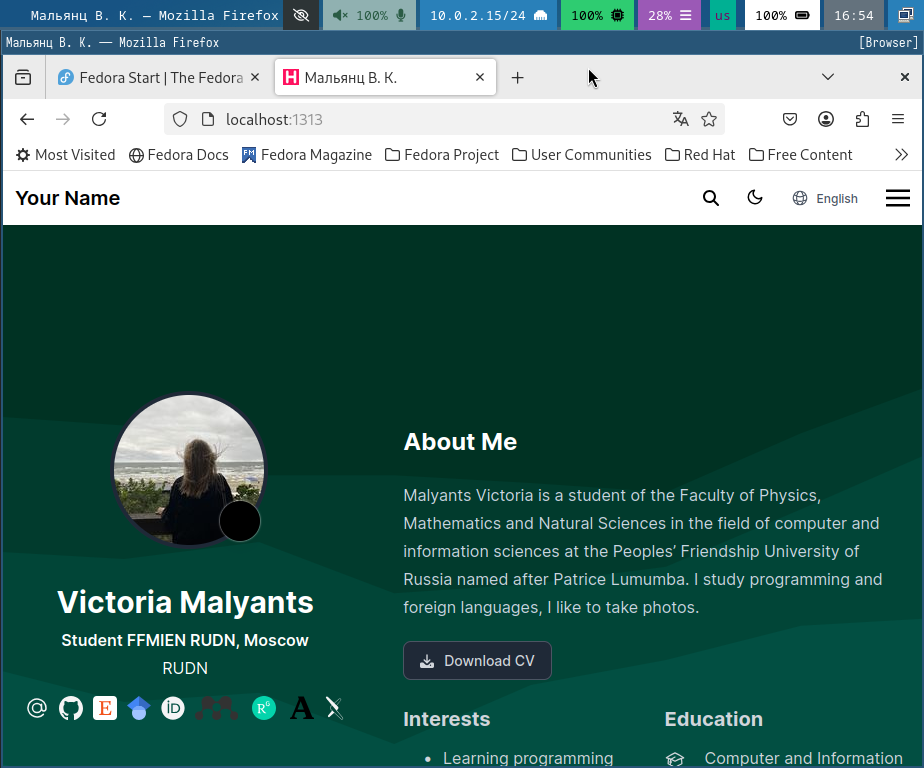 Мальянц В. К. — Mozilla Firefox 100% 10.0.2.15/24 100% 28% us 100% 16:54
Мальянц В. К. — Mozilla Firefox [Browser]
Fedora Start | The Fedora Мальянц В. К.
localhost:1313
Most Visited Fedora Docs Fedora Magazine Fedora Project User Communities Red Hat Free Content
Your Name English
About Me
Malyants Victoria is a student of the Faculty of Physics,
Mathematics and Natural Sciences in the field of computer and
information sciences at the Peoples’ Friendship University of
Russia named after Patrice Lumumba. I study programming and
foreign languages, I like to take photos.
Download CV
Victoria Malyants
Student FFMIEN RUDN, Moscow
RUDN
Interests
Learning programming
Education
Computer and Information